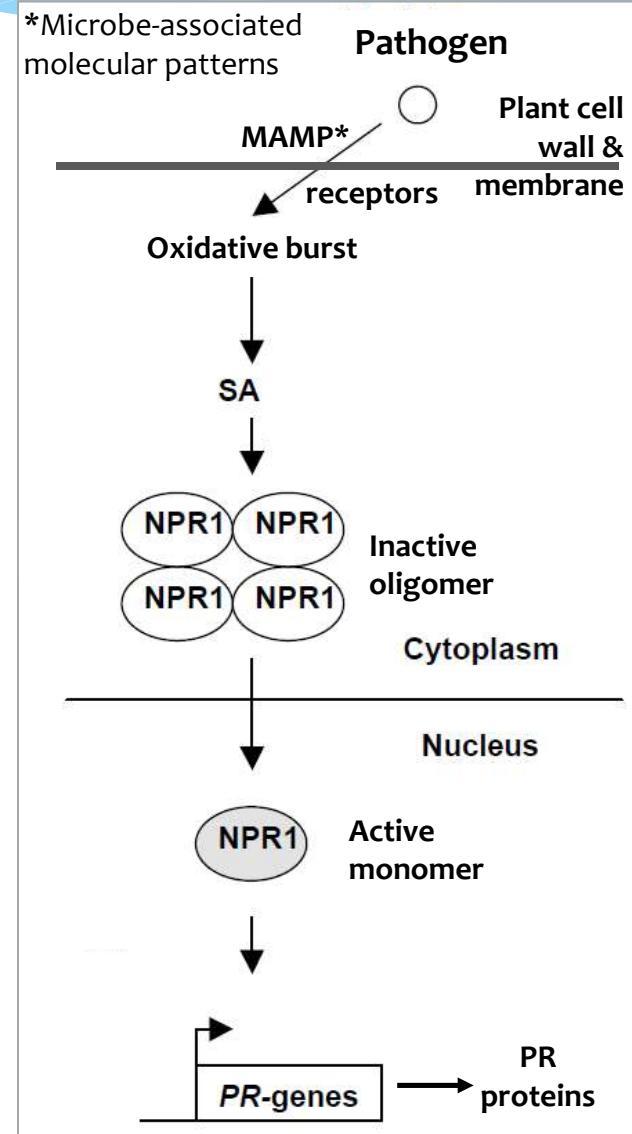 *Microbe-associated
molecular patterns
Pathogen
Plant cell
wall &
membrane
MAMP*
receptors
Oxidative burst
SA
NPR1 NPR1
NPR1 NPR1
Inactive
oligomer
Cytoplasm
Nucleus
NPR1
Active
monomer
PR-genes
PR
proteins